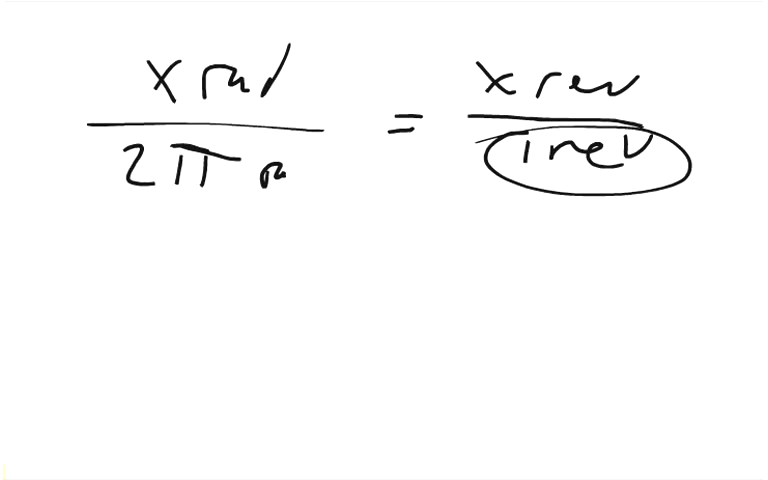 x rad = x rev
2π r 1 rev